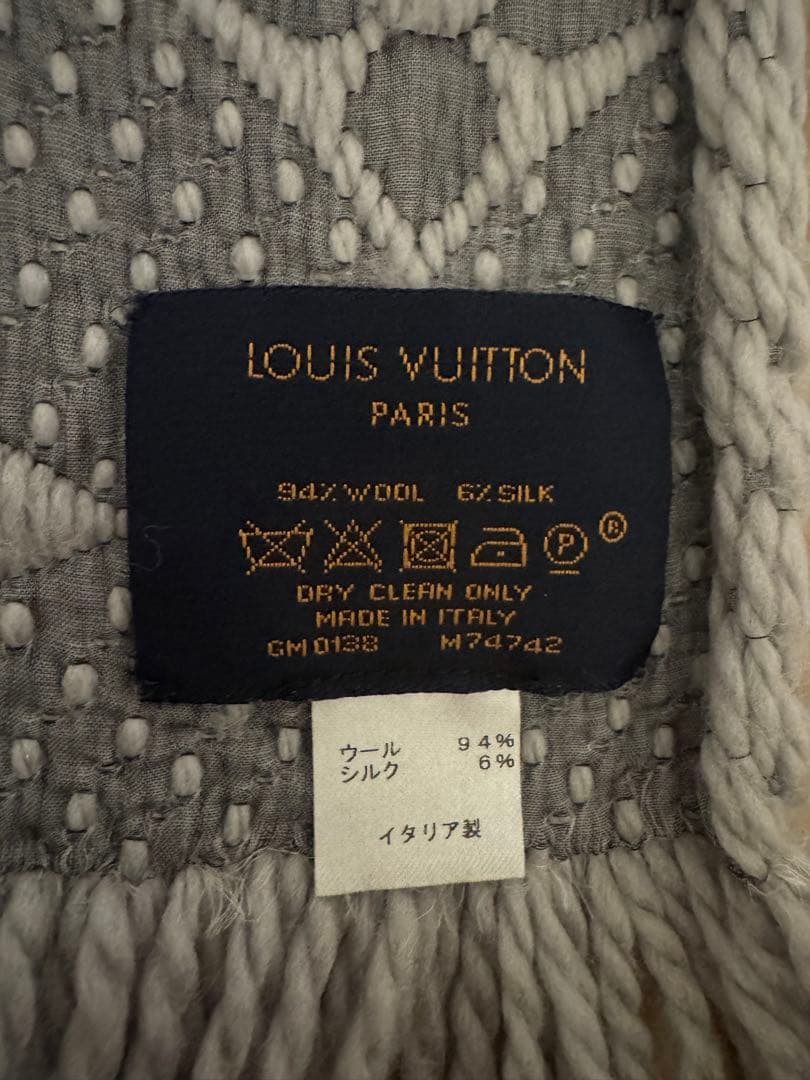 LOUIS VUITTON
PARIS
94% WOOL 6% SILK
P ®
DRY CLEAN ONLY
MADE IN ITALY
GM0138 M74742
ウール 94%
シルク 6%
イタリア製